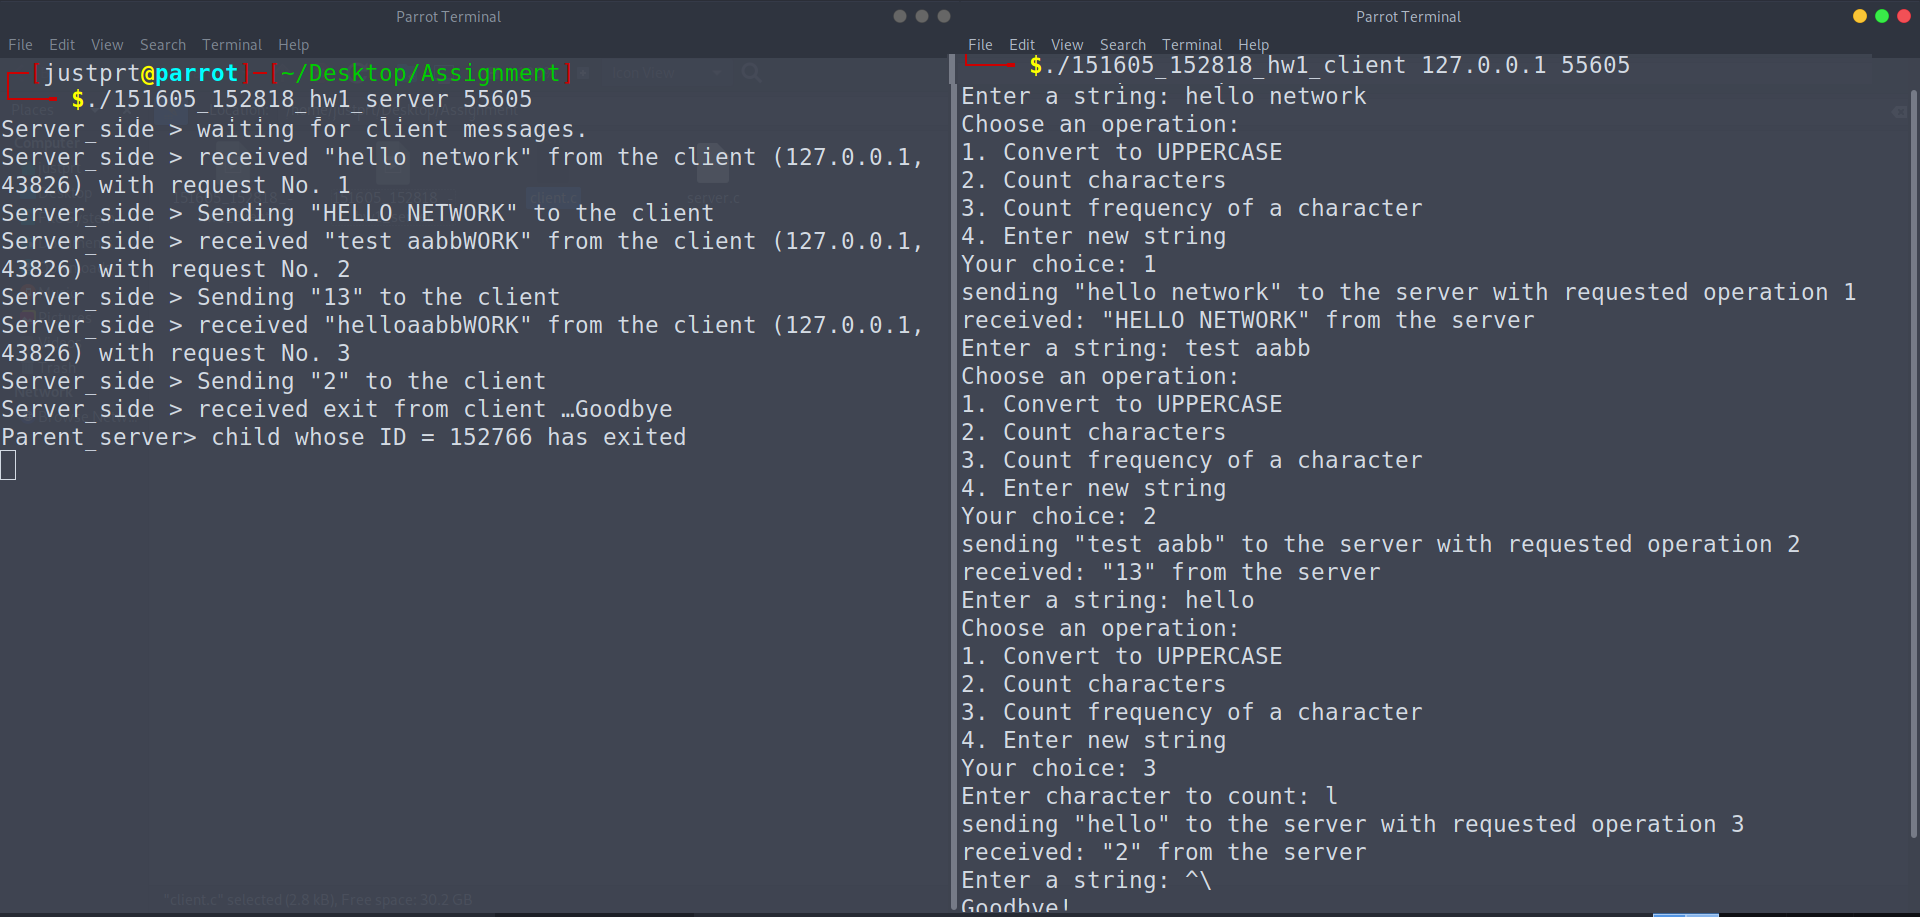 Parrot Terminal
File Edit View Search Terminal Help
┌─[justprt@parrot]─[~/Desktop/Assignment]
└──╼ $./151605_152818_hw1_server 55605
Server_side > waiting for client messages.
Server_side > received "hello network" from the client (127.0.0.1,
43826) with request No. 1
Server_side > Sending "HELLO NETWORK" to the client
Server_side > received "test aabbWORK" from the client (127.0.0.1,
43826) with request No. 2
Server_side > Sending "13" to the client
Server_side > received "helloaabbWORK" from the client (127.0.0.1,
43826) with request No. 3
Server_side > Sending "2" to the client
Server_side > received exit from client …Goodbye
Parent_server> child whose ID = 152766 has exited
"client.c" selected (2.8 kB), Free space: 30.2 GB
Parrot Terminal
File Edit View Search Terminal Help
└──╼ $./151605_152818_hw1_client 127.0.0.1 55605
Enter a string: hello network
Choose an operation:
1. Convert to UPPERCASE
2. Count characters
3. Count frequency of a character
4. Enter new string
Your choice: 1
sending "hello network" to the server with requested operation 1
received: "HELLO NETWORK" from the server
Enter a string: test aabb
Choose an operation:
1. Convert to UPPERCASE
2. Count characters
3. Count frequency of a character
4. Enter new string
Your choice: 2
sending "test aabb" to the server with requested operation 2
received: "13" from the server
Enter a string: hello
Choose an operation:
1. Convert to UPPERCASE
2. Count characters
3. Count frequency of a character
4. Enter new string
Your choice: 3
Enter character to count: l
sending "hello" to the server with requested operation 3
received: "2" from the server
Enter a string: ^\
Goodbye!